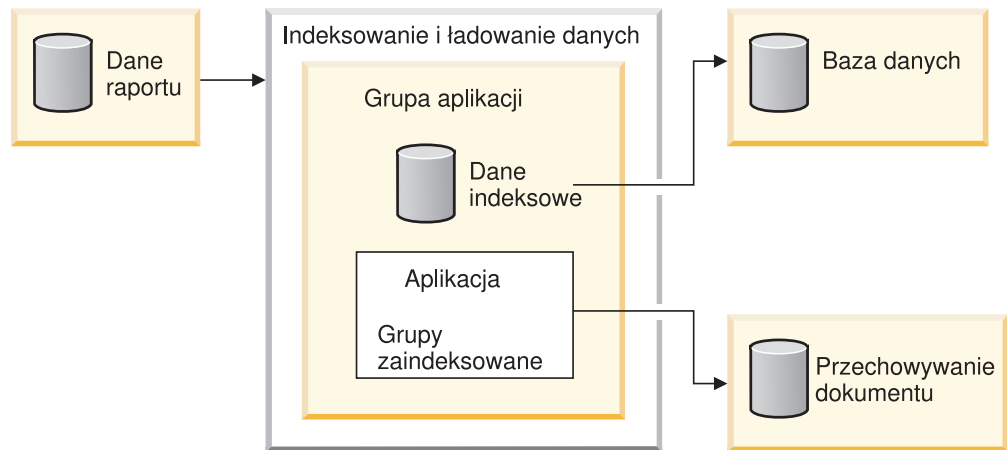 Dane
raportu
Indeksowanie i ładowanie danych
Grupa aplikacji
Dane
indeksowe
Aplikacja
Grupy
zaindeksowane
Baza danych
Przechowywanie
dokumentu